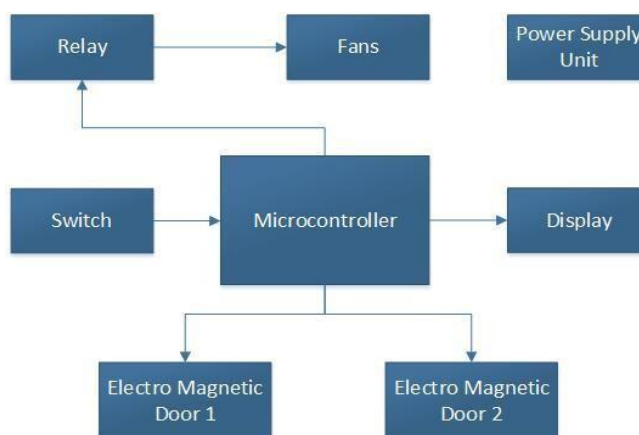 Relay
Fans
Power Supply
Unit
Switch
Microcontroller
Display
Electro Magnetic
Door 1
Electro Magnetic
Door 2